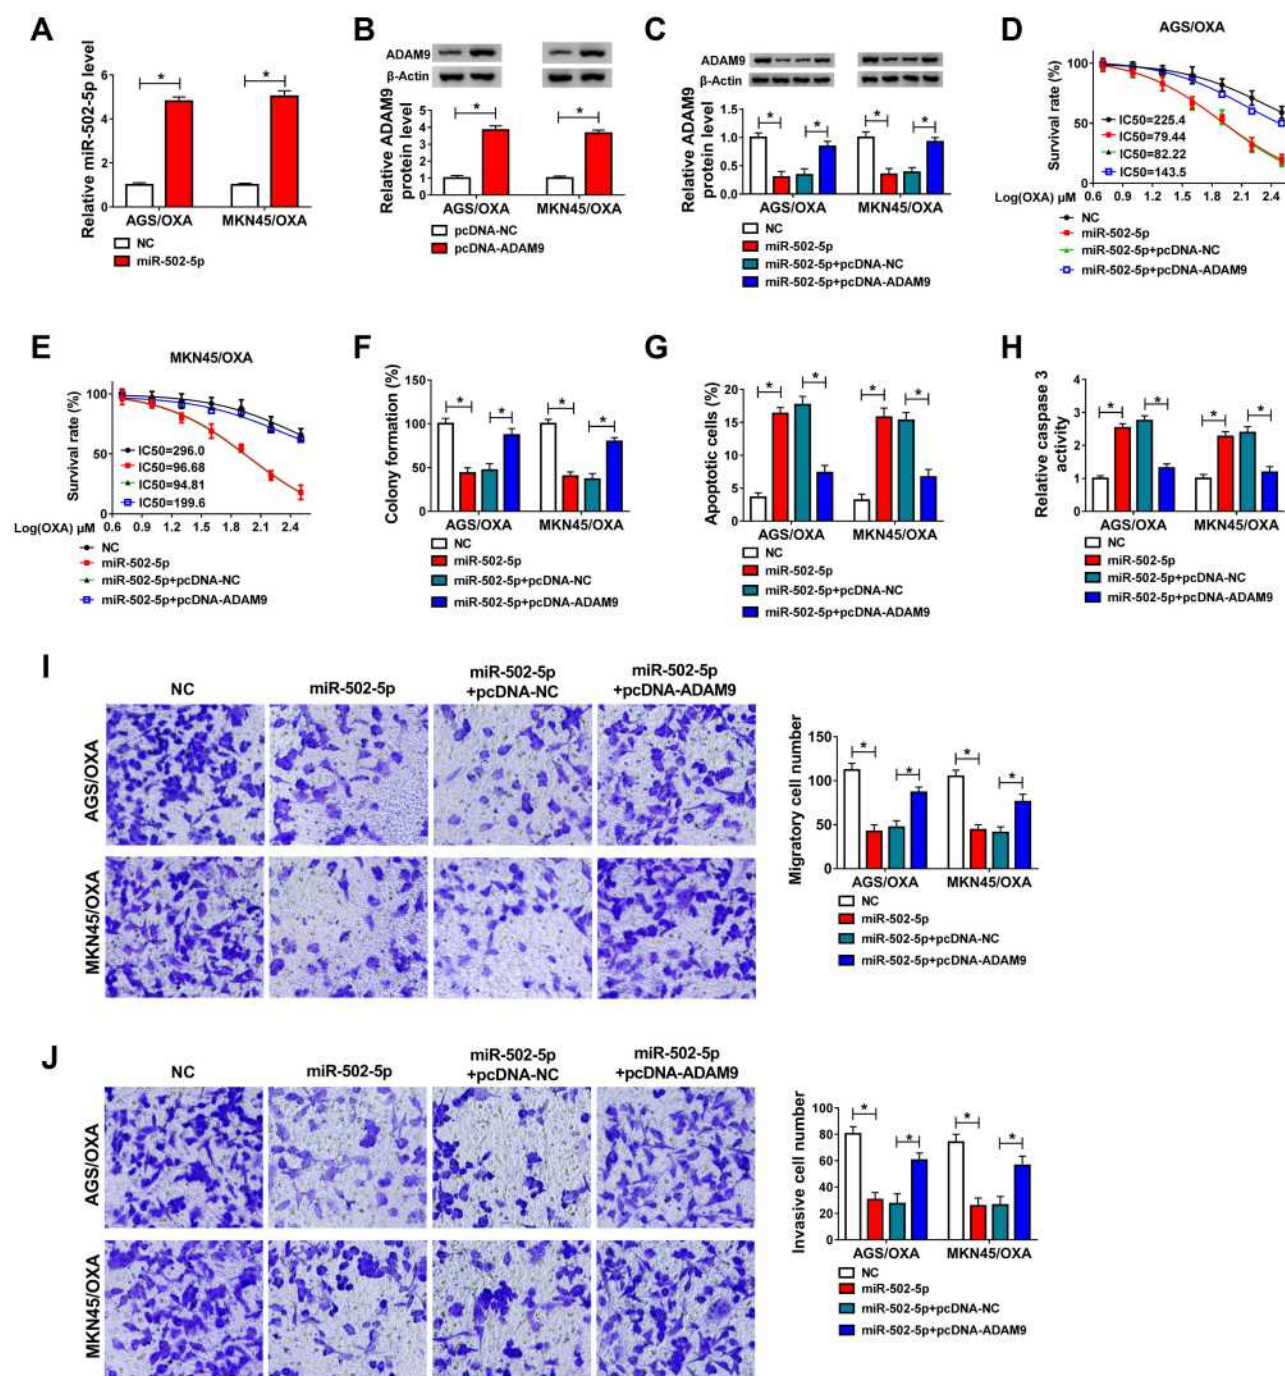 A
Relative miR-502-5p level
8
6
4
2
0
*
*
AGS/OXA
MKN45/OXA
NC
miR-502-5p
B
ADAM9
β-Actin
Relative ADAM9
protein level
5
4
3
2
1
0
*
*
AGS/OXA
MKN45/OXA
pcDNA-NC
pcDNA-ADAM9
C
ADAM9
β-Actin
Relative ADAM9
protein level
1.5
1.0
0.5
0.0
*
*
*
*
AGS/OXA
MKN45/OXA
NC
miR-502-5p
miR-502-5p+pcDNA-NC
miR-502-5p+pcDNA-ADAM9
D
AGS/OXA
Survival rate (%)
100
50
0
IC50=225.4
IC50=79.44
IC50=82.22
IC50=143.5
Log(OXA) μM
0.6 0.9 1.2 1.5 1.8 2.1 2.4
NC
miR-502-5p
miR-502-5p+pcDNA-NC
miR-502-5p+pcDNA-ADAM9
E
MKN45/OXA
Survival rate (%)
100
50
0
IC50=296.0
IC50=96.68
IC50=94.81
IC50=199.6
Log(OXA) μM
0.6 0.9 1.2 1.5 1.8 2.1 2.4
NC
miR-502-5p
miR-502-5p+pcDNA-NC
miR-502-5p+pcDNA-ADAM9
F
Colony formation (%)
150
100
50
0
*
*
*
*
AGS/OXA
MKN45/OXA
NC
miR-502-5p
miR-502-5p+pcDNA-NC
miR-502-5p+pcDNA-ADAM9
G
Apoptotic cells (%)
20
15
10
5
0
*
*
*
*
AGS/OXA
MKN45/OXA
NC
miR-502-5p
miR-502-5p+pcDNA-NC
miR-502-5p+pcDNA-ADAM9
H
Relative caspase 3
activity
4
3
2
1
0
*
*
*
*
AGS/OXA
MKN45/OXA
NC
miR-502-5p
miR-502-5p+pcDNA-NC
miR-502-5p+pcDNA-ADAM9
I
NC
miR-502-5p
miR-502-5p
+pcDNA-NC
miR-502-5p
+pcDNA-ADAM9
AGS/OXA
MKN45/OXA
Migratory cell number
150
100
50
0
*
*
*
*
AGS/OXA
MKN45/OXA
NC
miR-502-5p
miR-502-5p+pcDNA-NC
miR-502-5p+pcDNA-ADAM9
J
NC
miR-502-5p
miR-502-5p
+pcDNA-NC
miR-502-5p
+pcDNA-ADAM9
AGS/OXA
MKN45/OXA
Invasive cell number
100
80
60
40
20
0
*
*
*
*
AGS/OXA
MKN45/OXA
NC
miR-502-5p
miR-502-5p+pcDNA-NC
miR-502-5p+pcDNA-ADAM9